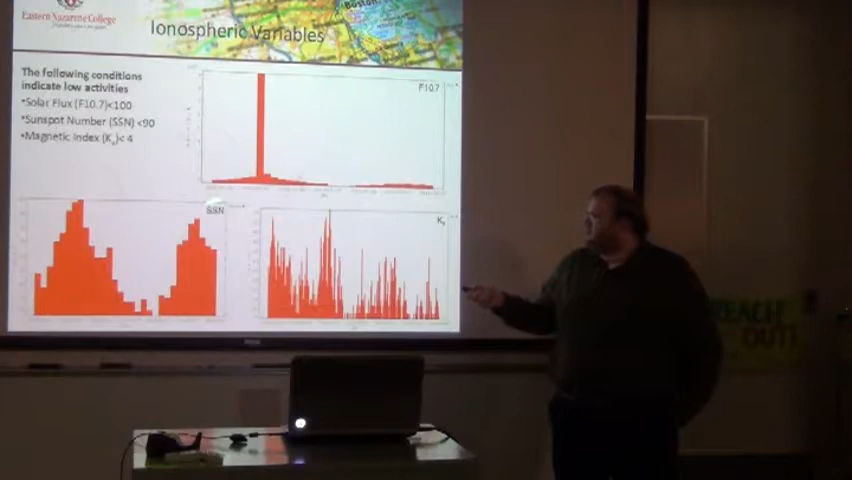 Eastern Nazarene College
Ionospheric Variables
The following conditions
indicate low activities
•Solar Flux (F10.7)<100
•Sunspot Number (SSN) <90
•Magnetic Index (Kp)< 4
F10.7
SSN
Kp
REACH
OUT!